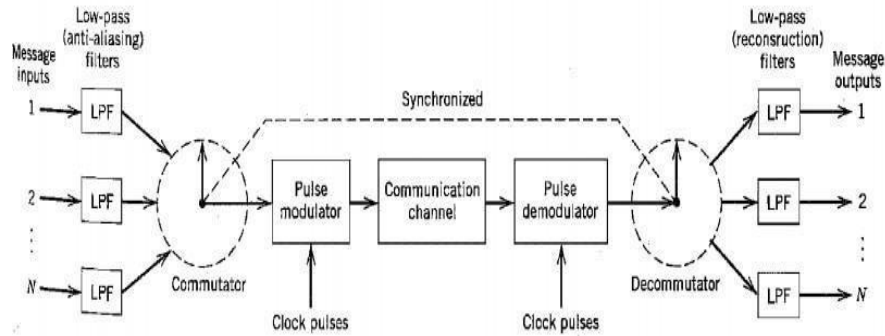 Low-pass
(anti-aliasing)
filters
Message
inputs
1
LPF
2
LPF
⋮
N
LPF
Commutator
Synchronized
Pulse
modulator
Communication
channel
Pulse
demodulator
Clock pulses
Clock pulses
Decommutator
Low-pass
(reconsruction)
filters
Message
outputs
LPF
1
LPF
2
⋮
LPF
N